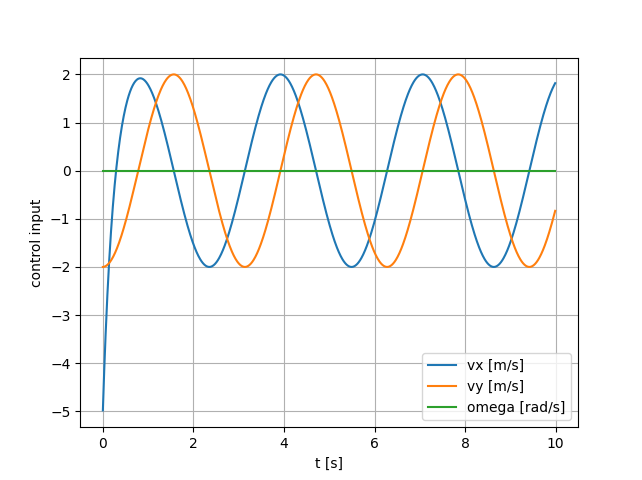 2
1
0
−1
−2
−3
−4
−5
control input
0
2
4
6
8
10
t [s]
vx [m/s]
vy [m/s]
omega [rad/s]